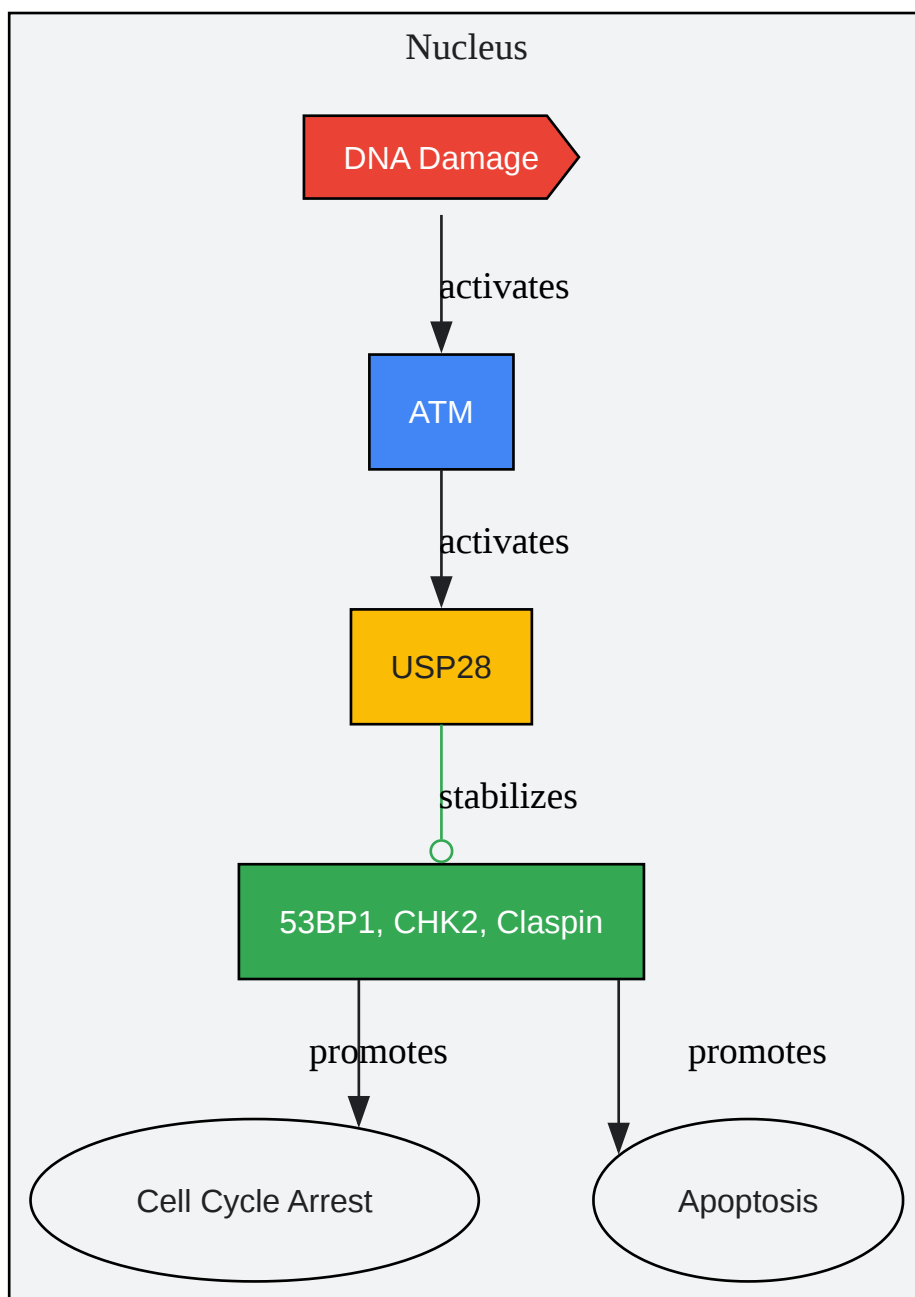 Nucleus
DNA Damage
activates
ATM
activates
USP28
stabilizes
53BP1, CHK2, Claspin
promotes
promotes
Cell Cycle Arrest
Apoptosis